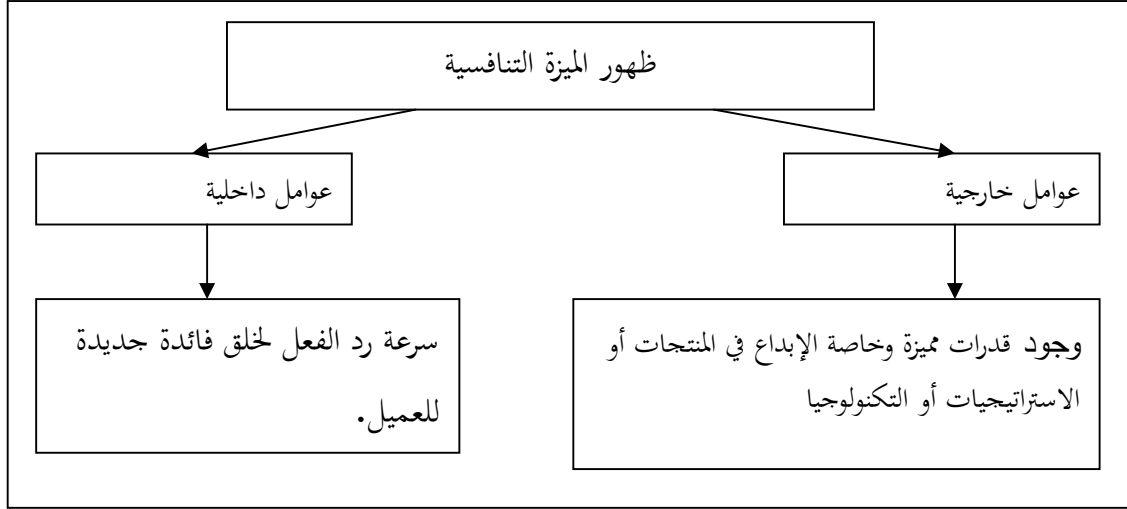 ظهور الميزة التنافسية
عوامل خارجية
عوامل داخلية
وجود قدرات مميزة وخاصة الإبداع في المنتجات أو
الاستراتيجيات أو التكنولوجيا
سرعة رد الفعل لخلق فائدة جديدة
للعميل.